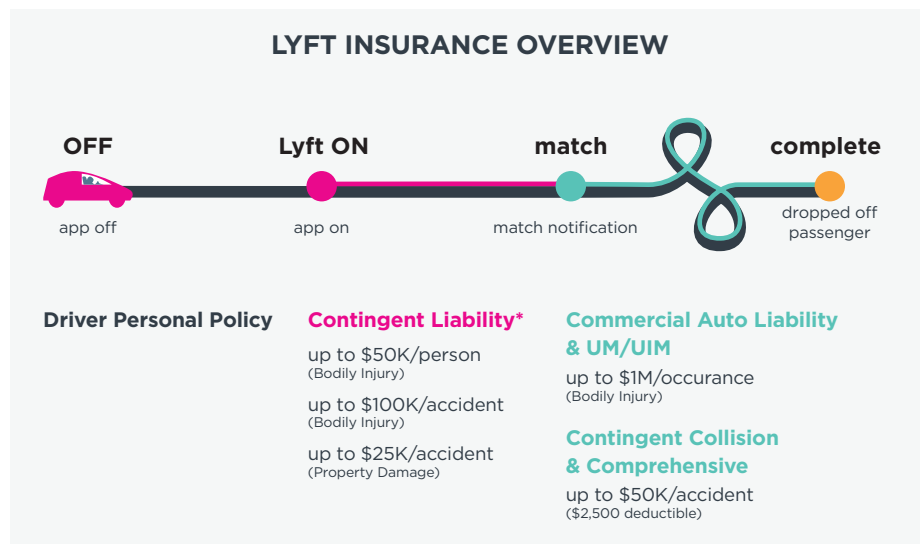 LYFT INSURANCE OVERVIEW
OFF
Lyft ON
match
complete
app off
app on
match notification
dropped off
passenger
Driver Personal Policy
Contingent Liability*
up to $50K/person
(Bodily Injury)
up to $100K/accident
(Bodily Injury)
up to $25K/accident
(Property Damage)
Commercial Auto Liability
& UM/UIM
up to $1M/occurance
(Bodily Injury)
Contingent Collision
& Comprehensive
up to $50K/accident
($2,500 deductible)